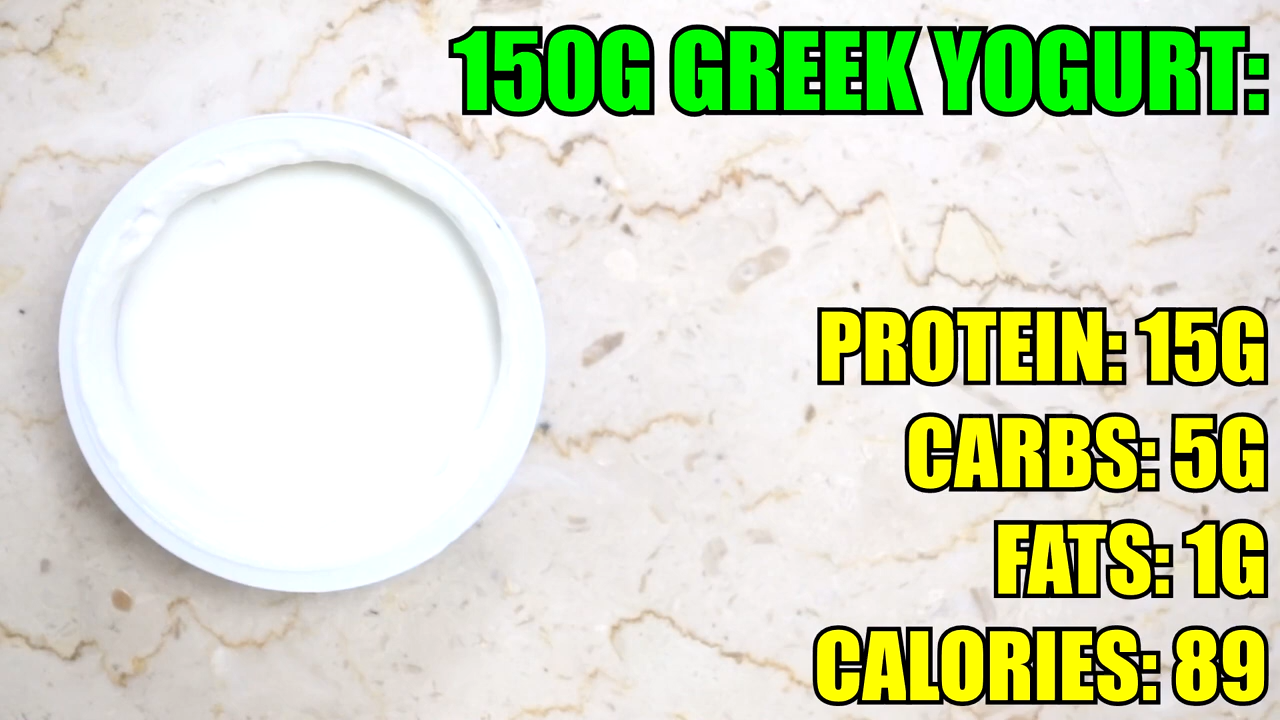 150G GREEK YOGURT:
PROTEIN: 15G
CARBS: 5G
FATS: 1G
CALORIES: 89